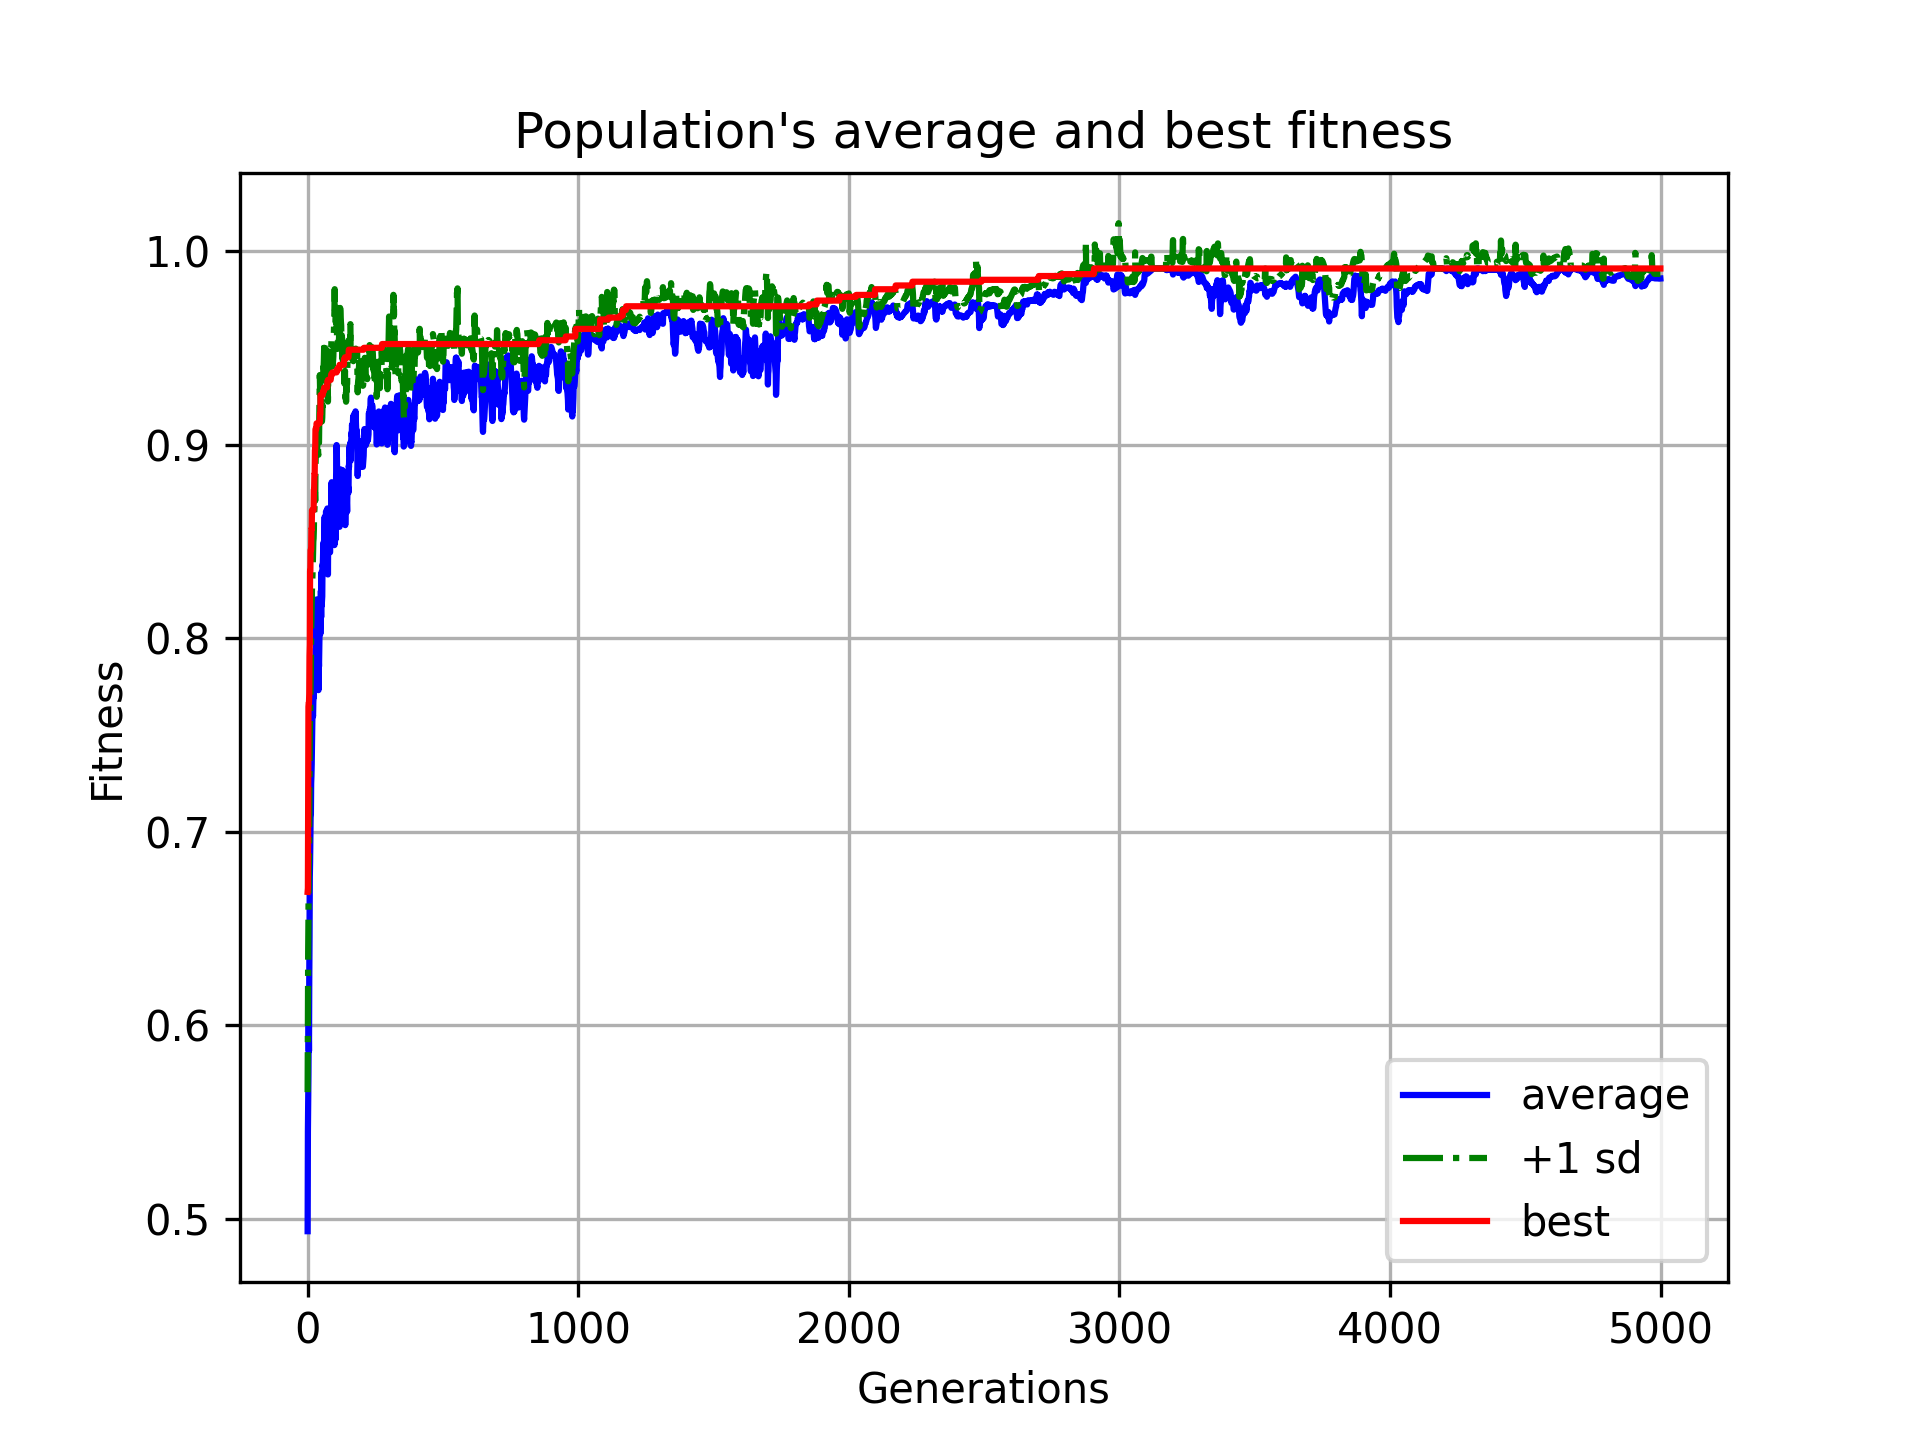 Population's average and best fitness
1.0
0.9
0.8
0.7
0.6
0.5
Fitness
average
+1 sd
best
0 1000 2000 3000 4000 5000
Generations